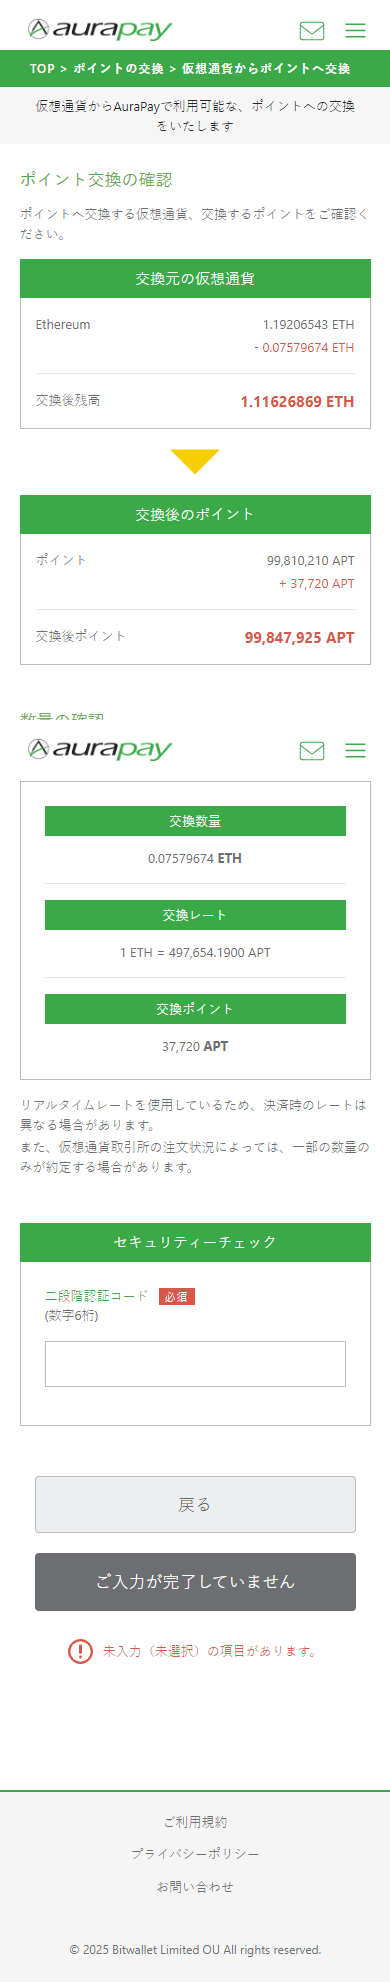 aurapay
TOP > ポイントの交換 > 仮想通貨からポイントへ交換
仮想通貨からAuraPayで利用可能な、ポイントへの交換
をいたします
ポイント交換の確認
ポイントへ交換する仮想通貨、交換するポイントをご確認く
ださい。
交換元の仮想通貨
Ethereum 1.19206543 ETH
- 0.07579674 ETH
交換後残高 1.11626869 ETH
交換後のポイント
ポイント 99,810,210 APT
+ 37,720 APT
交換後ポイント 99,847,925 APT
数量の確認
aurapay
交換数量
0.07579674 ETH
交換レート
1 ETH = 497,654.1900 APT
交換ポイント
37,720 APT
リアルタイムレートを使用しているため、決済時のレートは
異なる場合があります。
また、仮想通貨取引所の注文状況によっては、一部の数量の
みが約定する場合があります。
セキュリティーチェック
二段階認証コード 必須
(数字6桁)
戻る
ご入力が完了していません
未入力（未選択）の項目があります。
ご利用規約
プライバシーポリシー
お問い合わせ
© 2025 Bitwallet Limited OU All rights reserved.